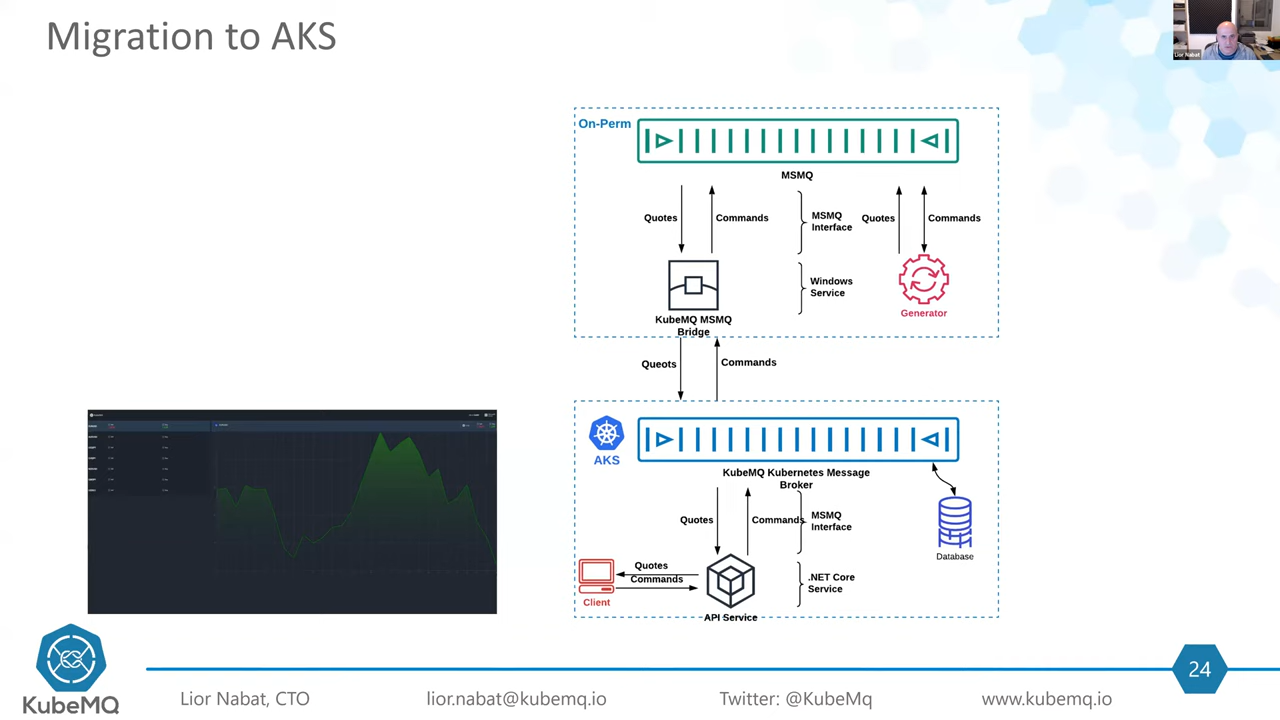 Migration to AKS
Lior Nabat
On-Perm
MSMQ
Quotes
Commands
MSMQ
Interface
Quotes
Commands
Windows
Service
KubeMQ MSMQ
Bridge
Generator
Queots
Commands
AKS
KubeMQ Kubernetes Message
Broker
Quotes
Commands
MSMQ
Interface
Database
Quotes
Commands
Client
API Service
.NET Core
Service
KubeMQ
Lior Nabat, CTO
lior.nabat@kubemq.io
Twitter: @KubeMq
www.kubemq.io
24